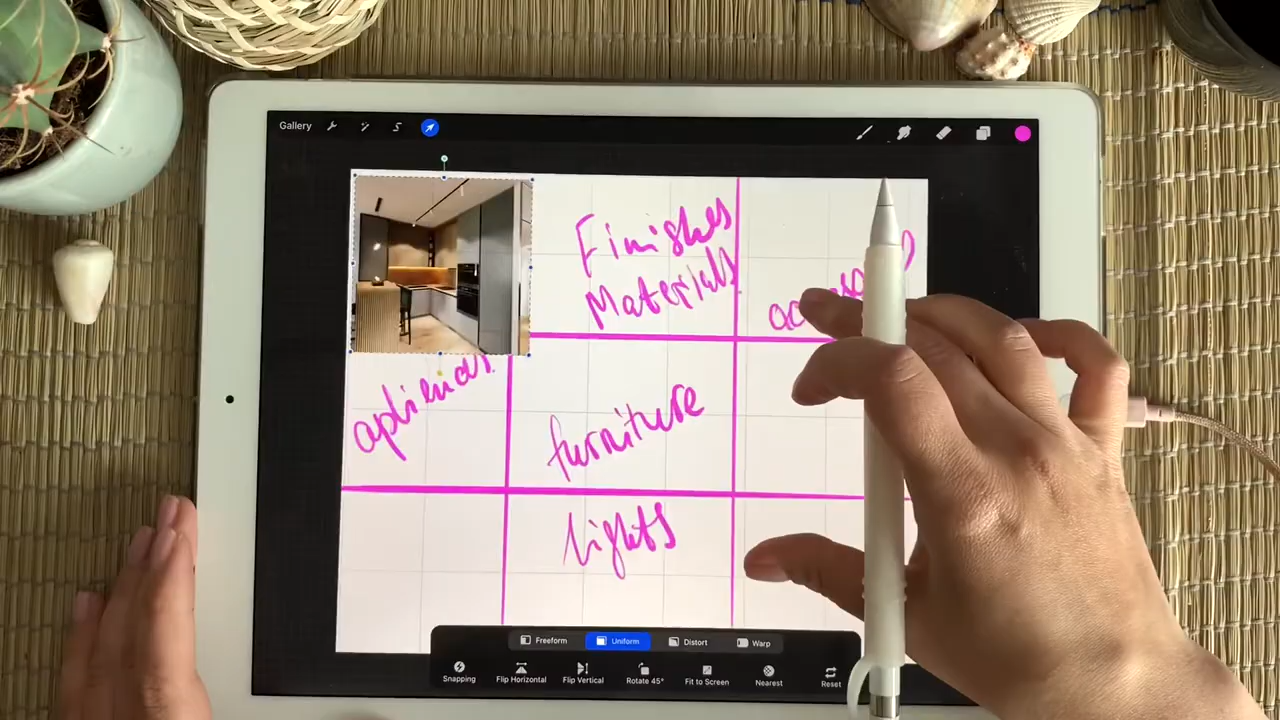 Gallery
Finishes
Materials
apliences
furniture
lights
Freeform
Uniform
Distort
Warp
Snapping
Flip Horizontal
Flip Vertical
Rotate 45°
Fit to Screen
Nearest
Reset